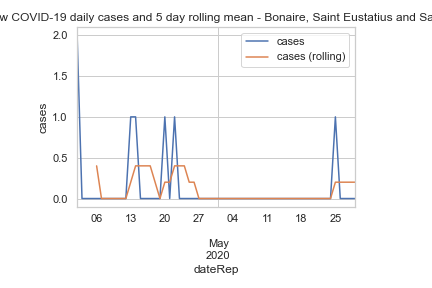 w COVID-19 daily cases and 5 day rolling mean - Bonaire, Saint Eustatius and Sa
cases
cases (rolling)
2.0
1.5
1.0
0.5
0.0
cases
06 13 20 27 04 11 18 25
May
2020
dateRep